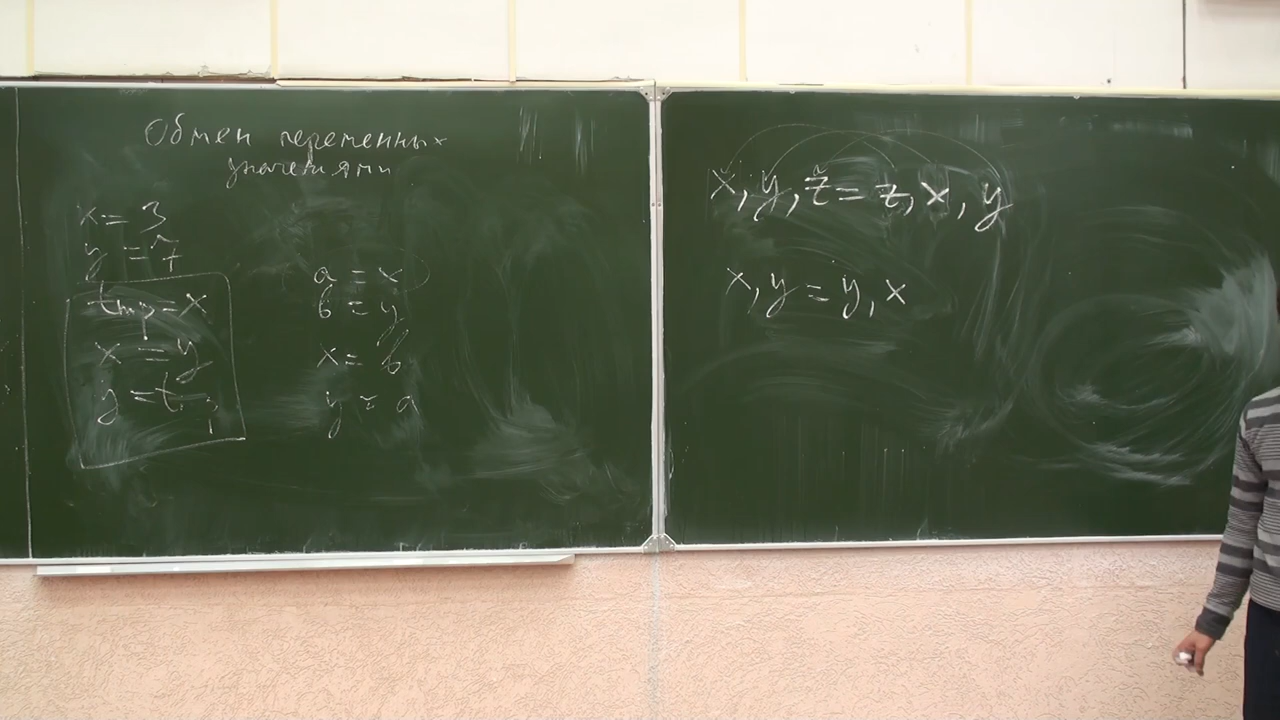 Обмен переменных
значениями
x = 3
y = 7
tmp = x
x = y
y = tmp
a = x
b = y
x = b
y = a
x, y, z = z, x, y
x, y = y, x